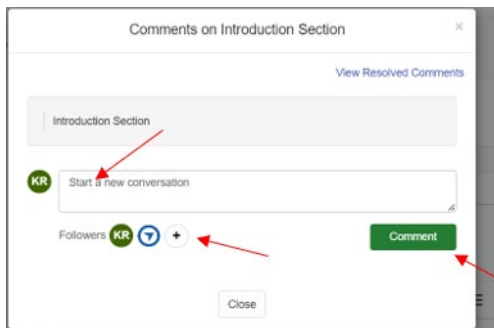 Comments on Introduction Section
×
View Resolved Comments
Introduction Section
KR
Start a new conversation
Followers KR +
Comment
Close